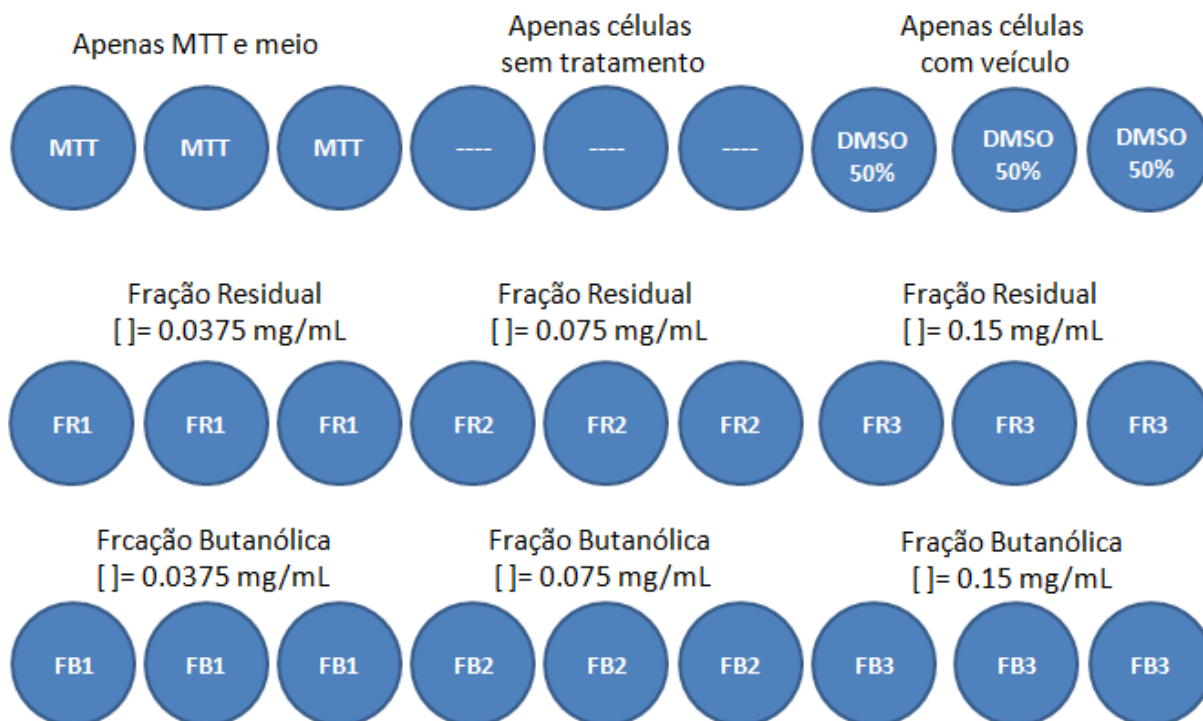 Apenas MTT e meio
Apenas células
sem tratamento
Apenas células
com veículo
MTT
MTT
MTT
----
----
----
DMSO
50%
DMSO
50%
DMSO
50%
Fração Residual
[ ]= 0.0375 mg/mL
Fração Residual
[ ]= 0.075 mg/mL
Fração Residual
[ ]= 0.15 mg/mL
FR1
FR1
FR1
FR2
FR2
FR2
FR3
FR3
FR3
Frcação Butanólica
[ ]= 0.0375 mg/mL
Fração Butanólica
[ ]= 0.075 mg/mL
Fração Butanólica
[ ]= 0.15 mg/mL
FB1
FB1
FB1
FB2
FB2
FB2
FB3
FB3
FB3